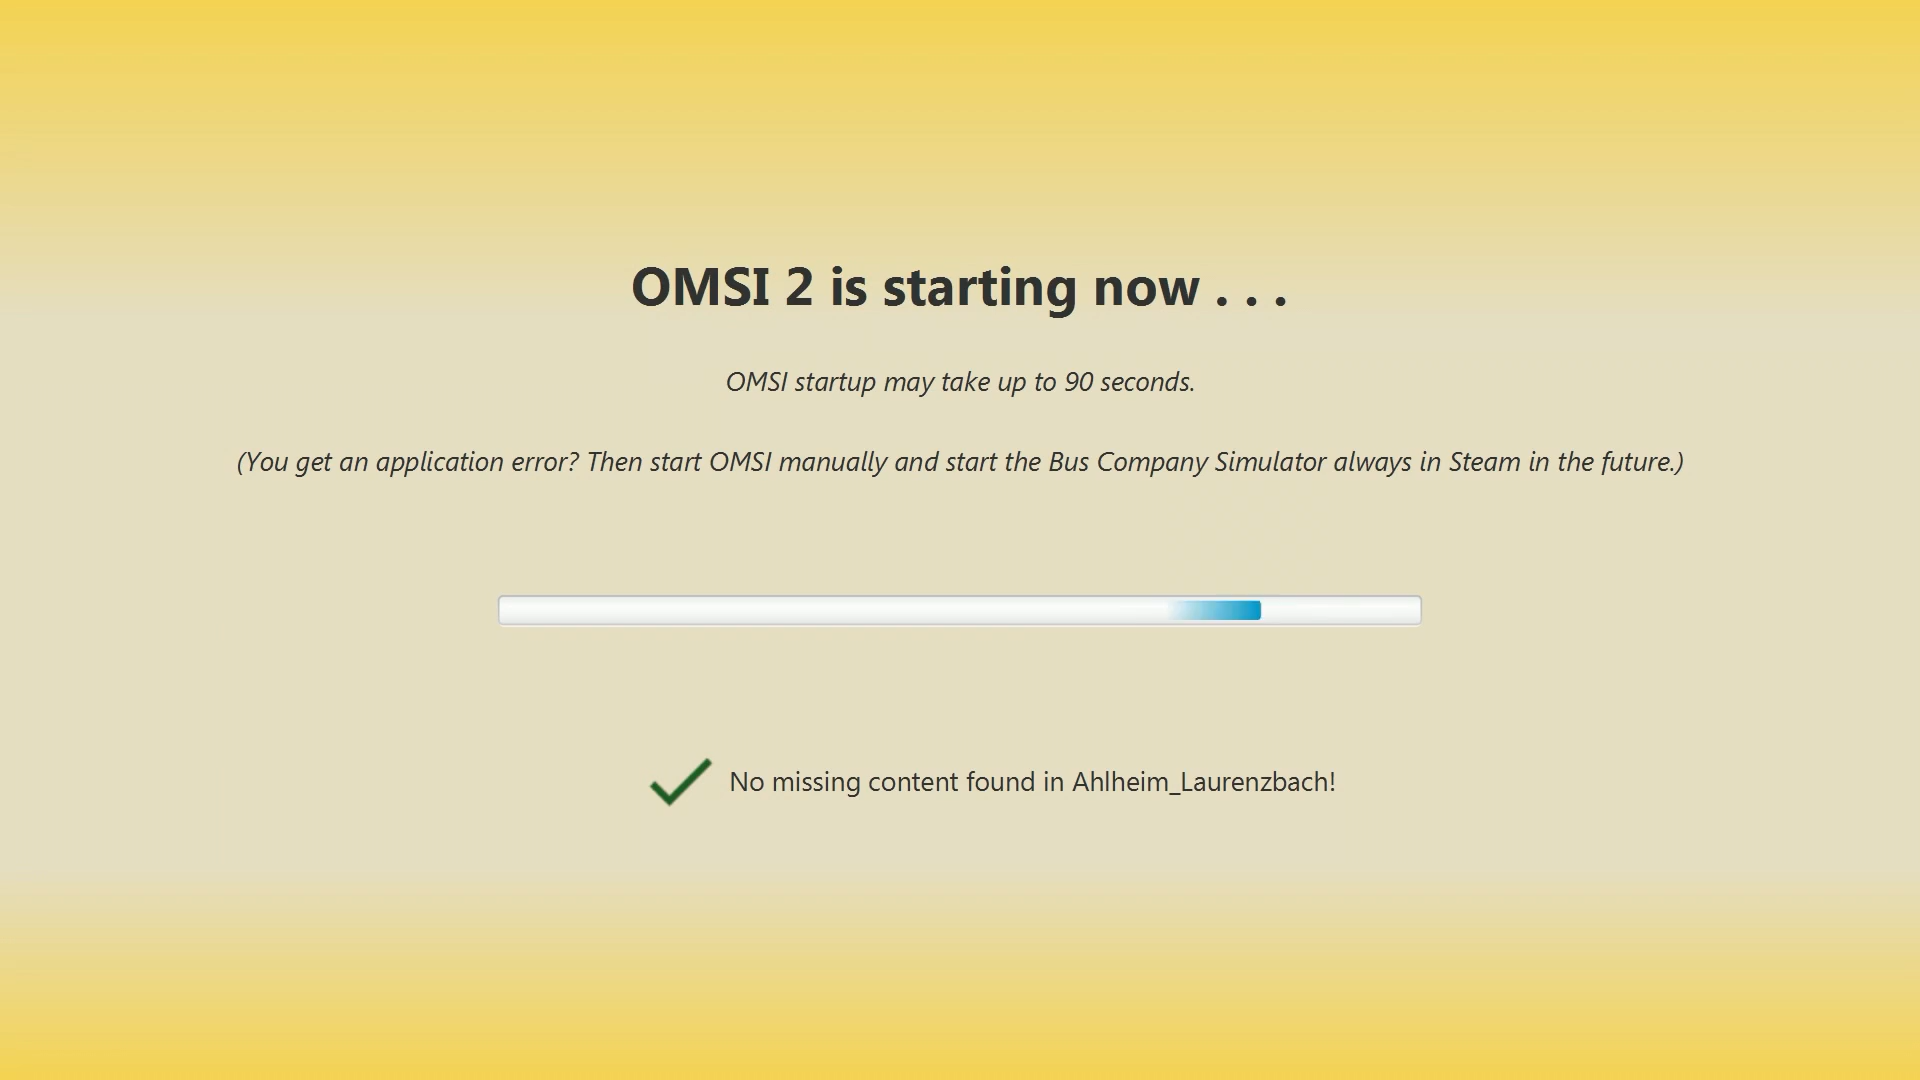 OMSI 2 is starting now . . .
OMSI startup may take up to 90 seconds.
(You get an application error? Then start OMSI manually and start the Bus Company Simulator always in Steam in the future.)
No missing content found in Ahlheim_Laurenzbach!